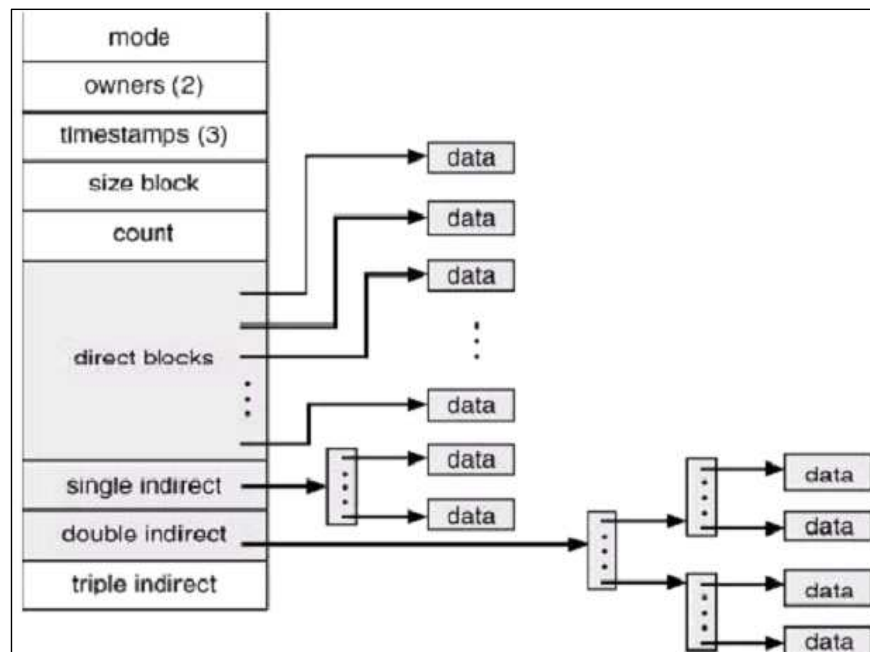 mode
owners (2)
timestamps (3)
size block
count
direct blocks
single indirect
double indirect
triple indirect
data
data
data
data
data
data
data
data
data
data